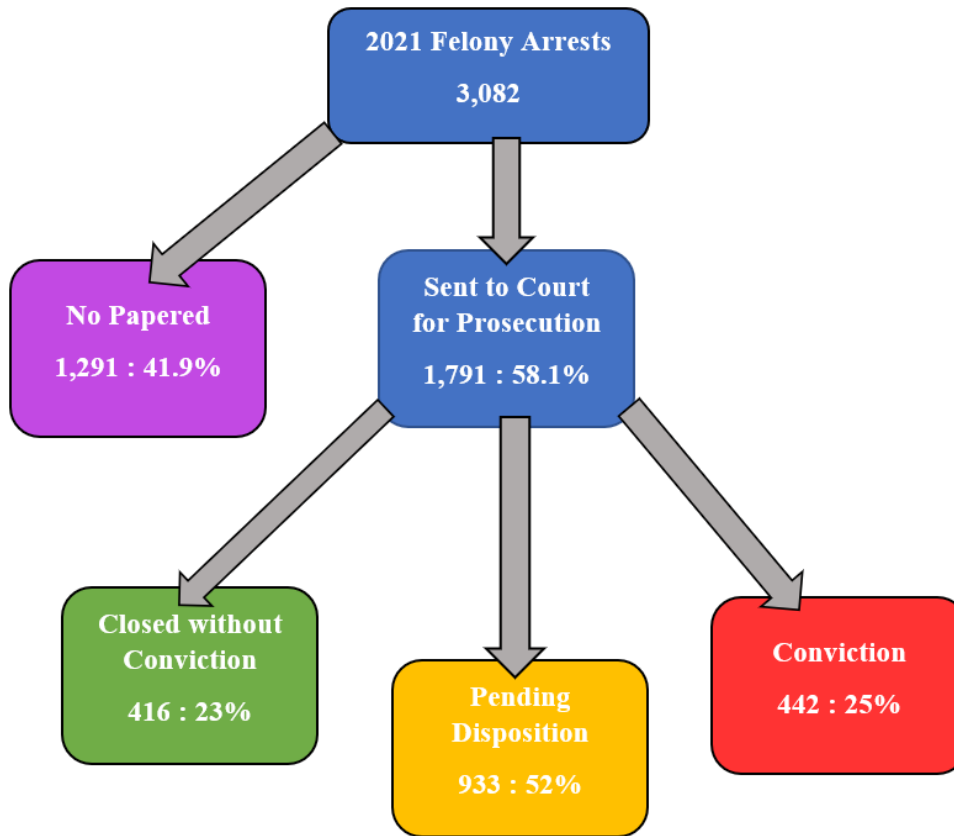 2021 Felony Arrests
3,082
No Papered
1,291 : 41.9%
Sent to Court
for Prosecution
1,791 : 58.1%
Closed without
Conviction
416 : 23%
Pending
Disposition
933 : 52%
Conviction
442 : 25%